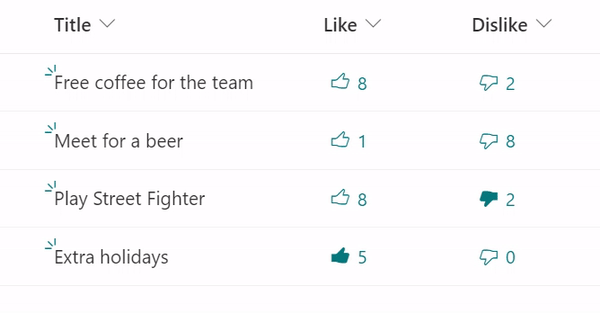 Title Like Dislike
Free coffee for the team 8 2
Meet for a beer 1 8
Play Street Fighter 8 2
Extra holidays 5 0